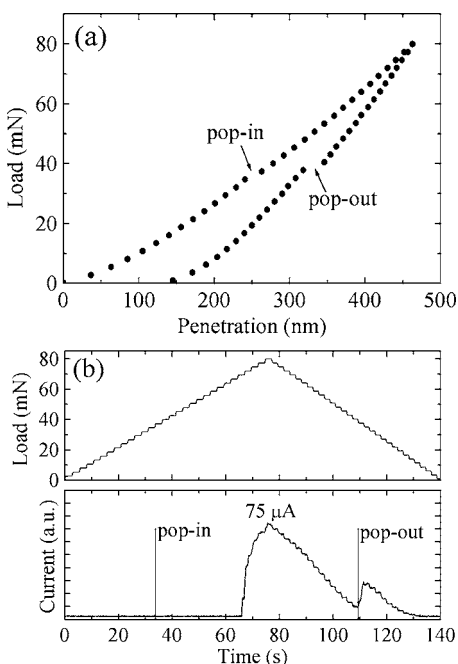 (a)
80
60
40
20
0
Load (mN)
pop-in
pop-out
0 100 200 300 400 500
Penetration (nm)
(b)
80
60
40
20
0
Load (mN)
75 μA
pop-in
pop-out
Current (a.u.)
0 20 40 60 80 100 120 140
Time (s)